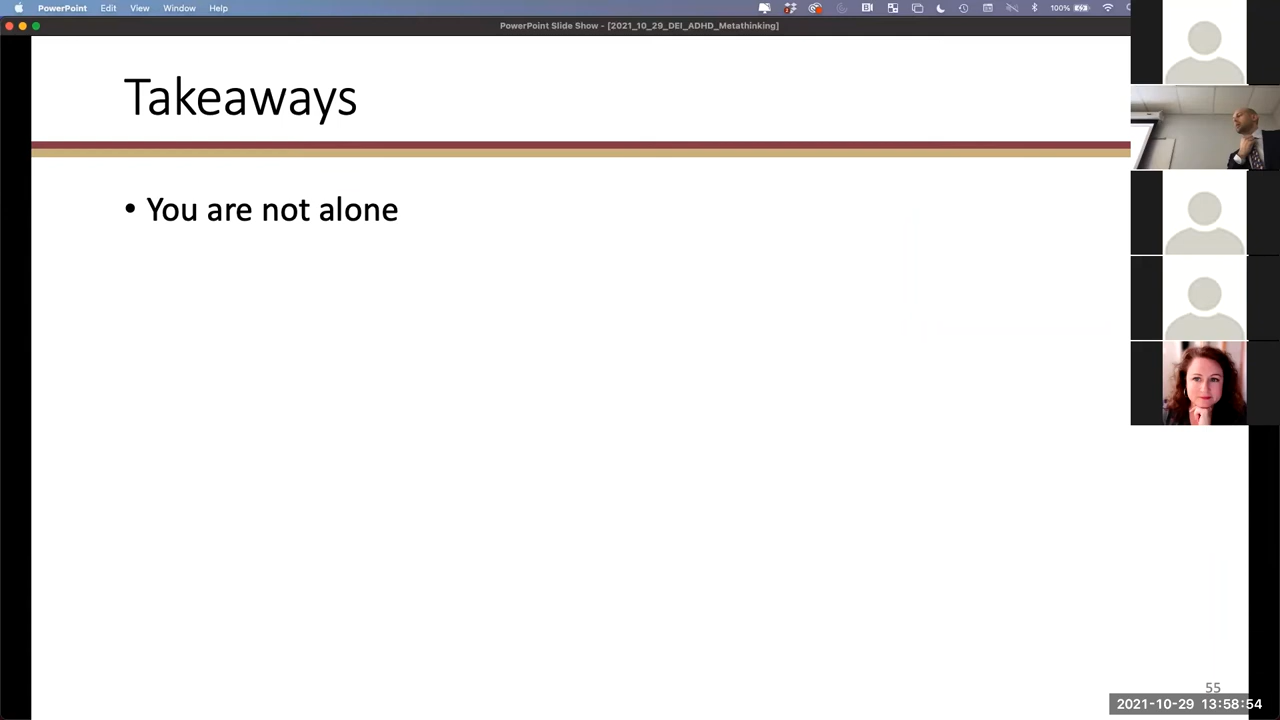 PowerPoint Edit View Window Help 100%
PowerPoint Slide Show - [2021_10_29_DEI_ADHD_Metathinking]
Takeaways
• You are not alone
55
2021-10-29 13:58:54